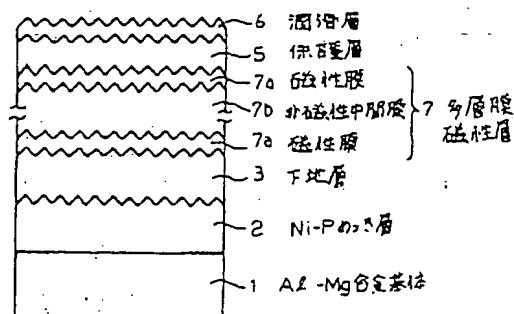 6 潤滑層
5 保護層
7a 磁性膜
7b 非磁性中間膜
7 多層膜
磁性層
7a 磁性膜
3 下地層
2 Ni-Pめっき層
1 Al-Mg合金基体